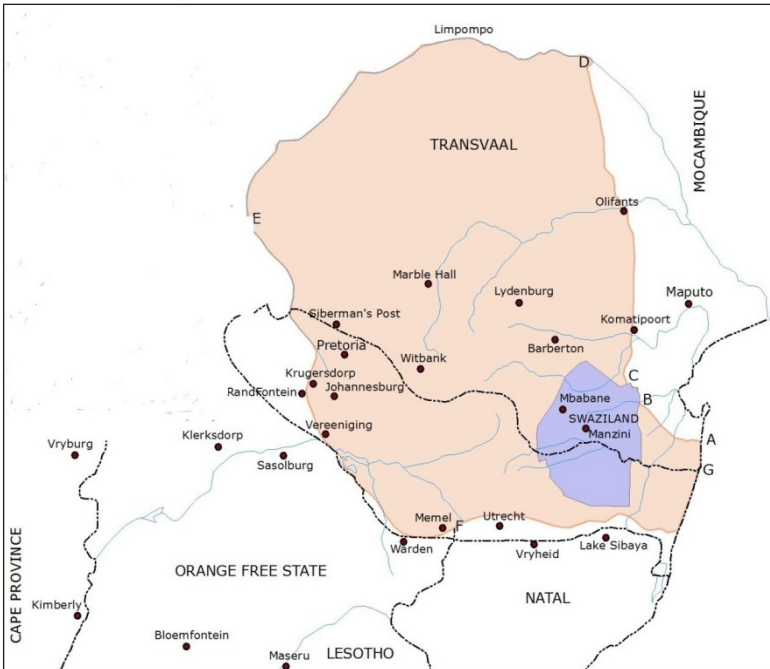 Limpompo
D
TRANSVAAL
MOCAMBIQUE
Olifants
E
Marble Hall
Lydenburg
Maputo
Siberman's Post
Komatipoort
Pretoria
Barberton
Witbank
Krugersdorp
C
RandFontein
Johannesburg
Mbabane
B
SWAZILAND
Manzini
Vereeniging
A
Klerksdorp
Vryburg
Sasolburg
G
Memel
F
Utrecht
Warden
Vryheid
Lake Sibaya
CAPE PROVINCE
ORANGE FREE STATE
NATAL
Kimberly
Bloemfontein
LESOTHO
Maseru